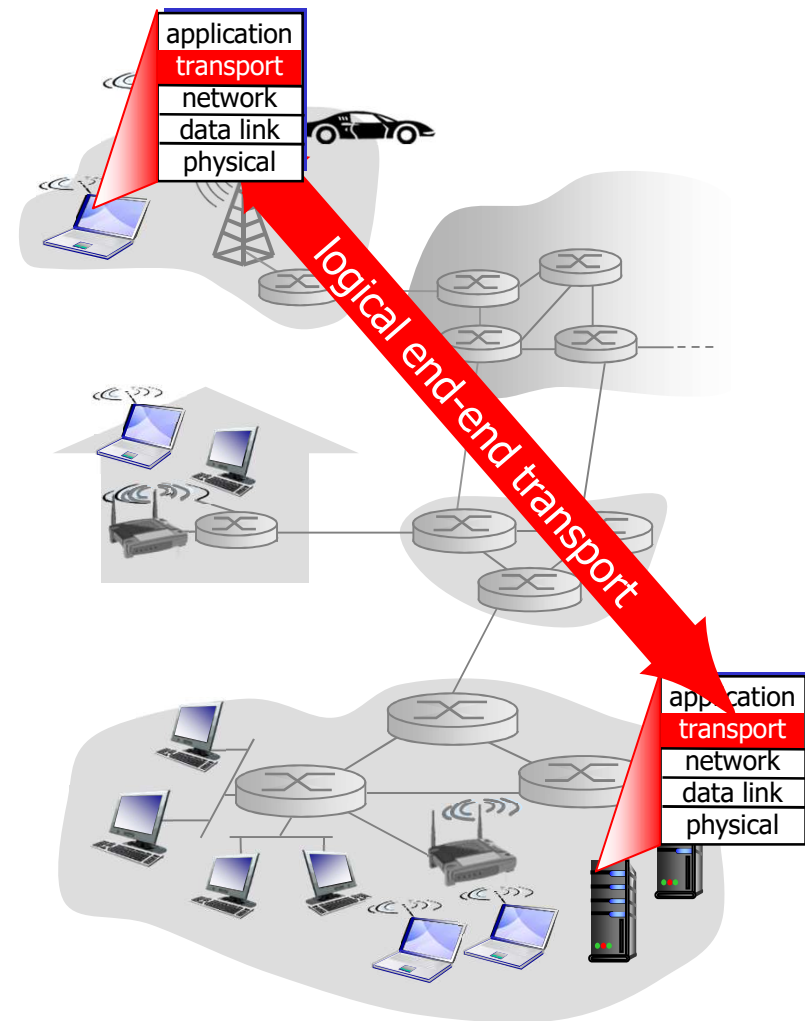 application
transport
network
data link
physical
logical end-end transport
application
transport
network
data link
physical